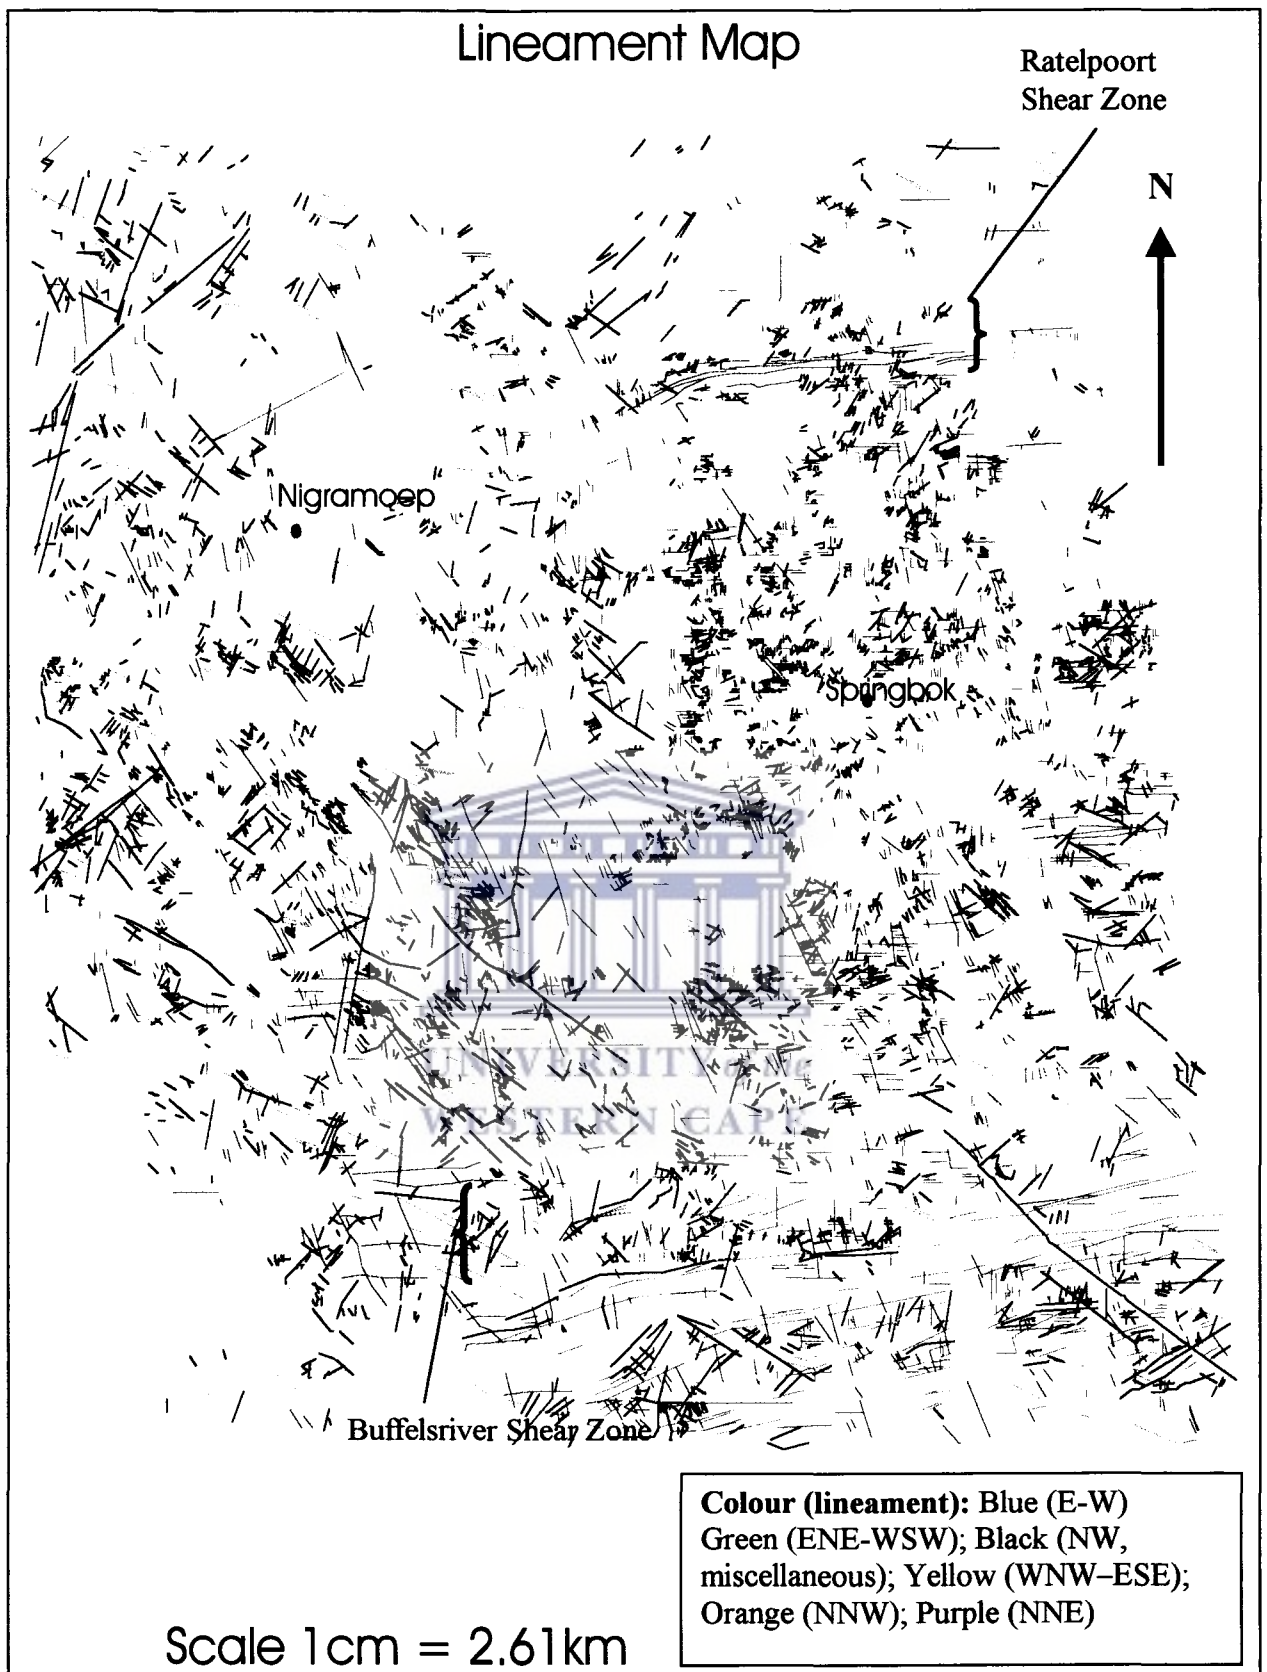 Lineament Map
Ratelpoort
Shear Zone
N
Nigramoep
Springbok
UNIVERSITY of the
WESTERN CAPE
Buffelsriver Shear Zone
Colour (lineament): Blue (E-W)
Green (ENE-WSW); Black (NW,
miscellaneous); Yellow (WNW–ESE);
Orange (NNW); Purple (NNE)
Scale 1cm = 2.61km